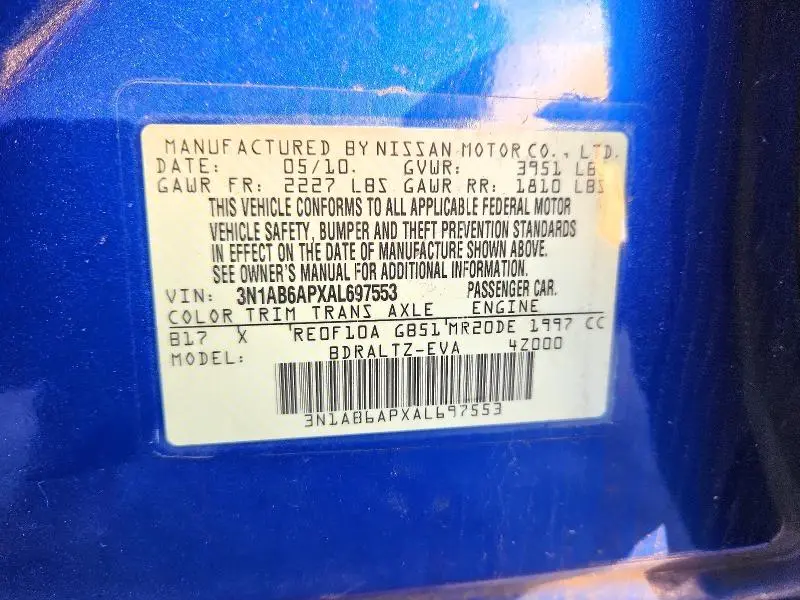 MANUFACTURED BY NISSAN MOTOR CO., LTD.
DATE: 05/10. GVWR: 3951 LBS
GAWR FR: 2227 LBS GAWR RR: 1810 LBS
THIS VEHICLE CONFORMS TO ALL APPLICABLE FEDERAL MOTOR
VEHICLE SAFETY, BUMPER AND THEFT PREVENTION STANDARDS
IN EFFECT ON THE DATE OF MANUFACTURE SHOWN ABOVE.
SEE OWNER'S MANUAL FOR ADDITIONAL INFORMATION.
VIN: 3N1AB6APXAL697553 PASSENGER CAR.
COLOR TRIM TRANS AXLE ENGINE
B17 X RE0F10A GB51 MR20DE 1997 CC
MODEL: BDRALTZ-EVA 4Z000
3N1AB6APXAL697553